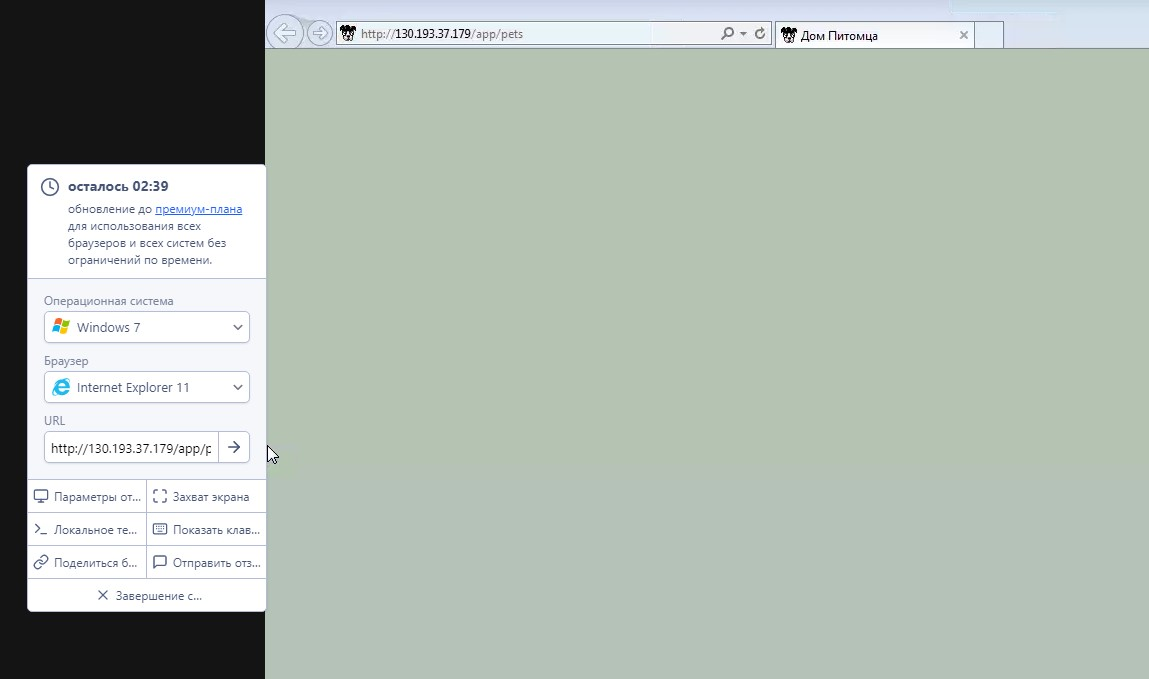 http://130.193.37.179/app/pets
Дом Питомца
осталось 02:39
обновление до премиум-плана
для использования всех
браузеров и всех систем без
ограничений по времени.
Операционная система
Windows 7
Браузер
Internet Explorer 11
URL
http://130.193.37.179/app/p
Параметры от...
Захват экрана
Локальное те...
Показать клав...
Поделиться б...
Отправить отз...
Завершение с...